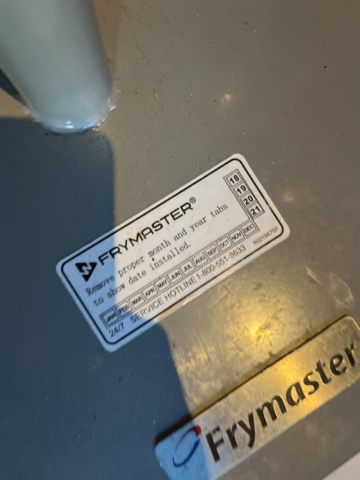 FRYMASTER®
Remove proper month and year tabs
to show date installed.
18
19
20
21
JAN FEB MAR APR MAY JUN JUL AUG SEP OCT NOV DEC
24/7 SERVICE HOTLINE 1-800-551-8633
Frymaster